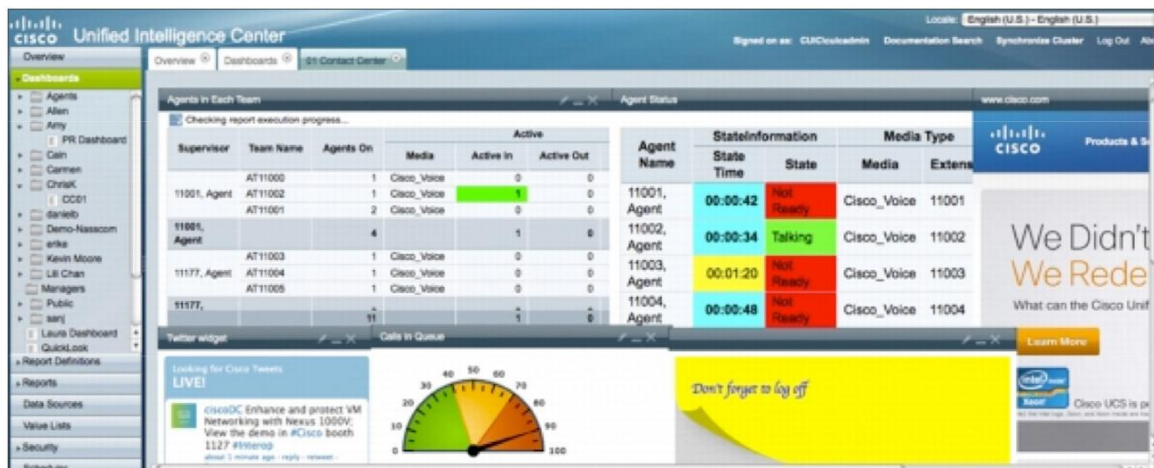 CISCO Unified Intelligence Center
Locale: English (U.S.) - English (U.S.)
Signed on as: CUIC\cuicadmin Documentation Search Synchronize Cluster Log Out
Overview
Dashboards
Agents
Allen
Amy
PR Dashboard
Cain
Carmen
ChrisK
CC01
danielb
Demo-Nasscom
erika
Kevin Moore
Lili Chan
Managers
Public
sanj
Laura Dashboard
QuickLook
Report Definitions
Reports
Data Sources
Value Lists
Security
Scheduler
Overview Dashboards 01 Contact Center
Agents in Each Team
Checking report execution progress...
Active
Supervisor Team Name Agents On Media Active In Active Out
AT11000 1 Cisco_Voice 0 0
11001, Agent AT11002 1 Cisco_Voice 1 0
AT11001 2 Cisco_Voice 0 0
11001, Agent 4 1 0
AT11003 1 Cisco_Voice 0 0
11177, Agent AT11004 1 Cisco_Voice 0 0
AT11005 1 Cisco_Voice 0 0
11177,
11 1 0
Agent Status
StateInformation Media Type
Agent Name State Time State Media Extens
11001, Agent 00:00:42 Not Ready Cisco_Voice 11001
11002, Agent 00:00:34 Talking Cisco_Voice 11002
11003, Agent 00:01:20 Not Ready Cisco_Voice 11003
11004, Agent 00:00:48 Not Ready Cisco_Voice 11004
www.cisco.com
CISCO Products & S
We Didn't
We Rede
What can the Cisco Unif
Learn More
intel
Xeon
Cisco UCS is p
Twitter widget
Looking for Cisco Tweets
LIVE!
ciscoDC Enhance and protect VM
Networking with Nexus 1000V;
View the demo in #Cisco booth
1127 #Interop
about 1 minute ago · reply · retweet ·
Calls in Queue
0 10 20 30 40 50 60 70 80 90 100
Don't forget to log off